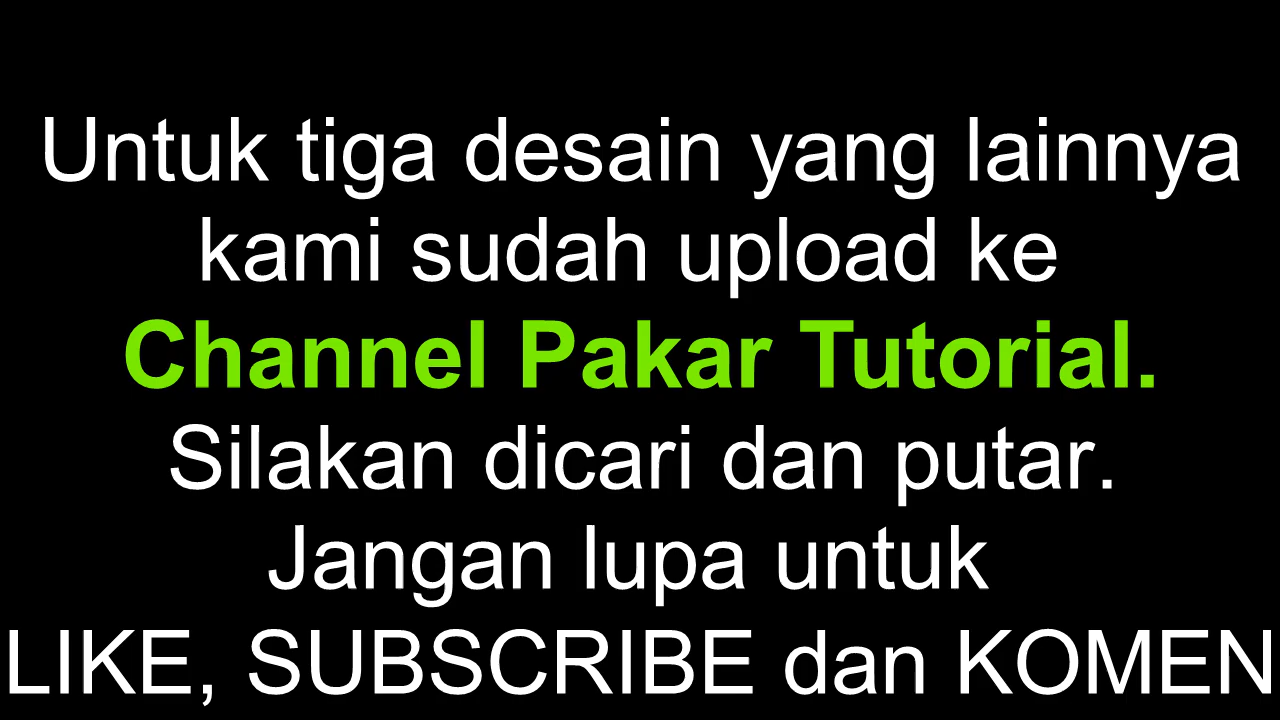 Untuk tiga desain yang lainnya
kami sudah upload ke
Channel Pakar Tutorial.
Silakan dicari dan putar.
Jangan lupa untuk
LIKE, SUBSCRIBE dan KOMEN